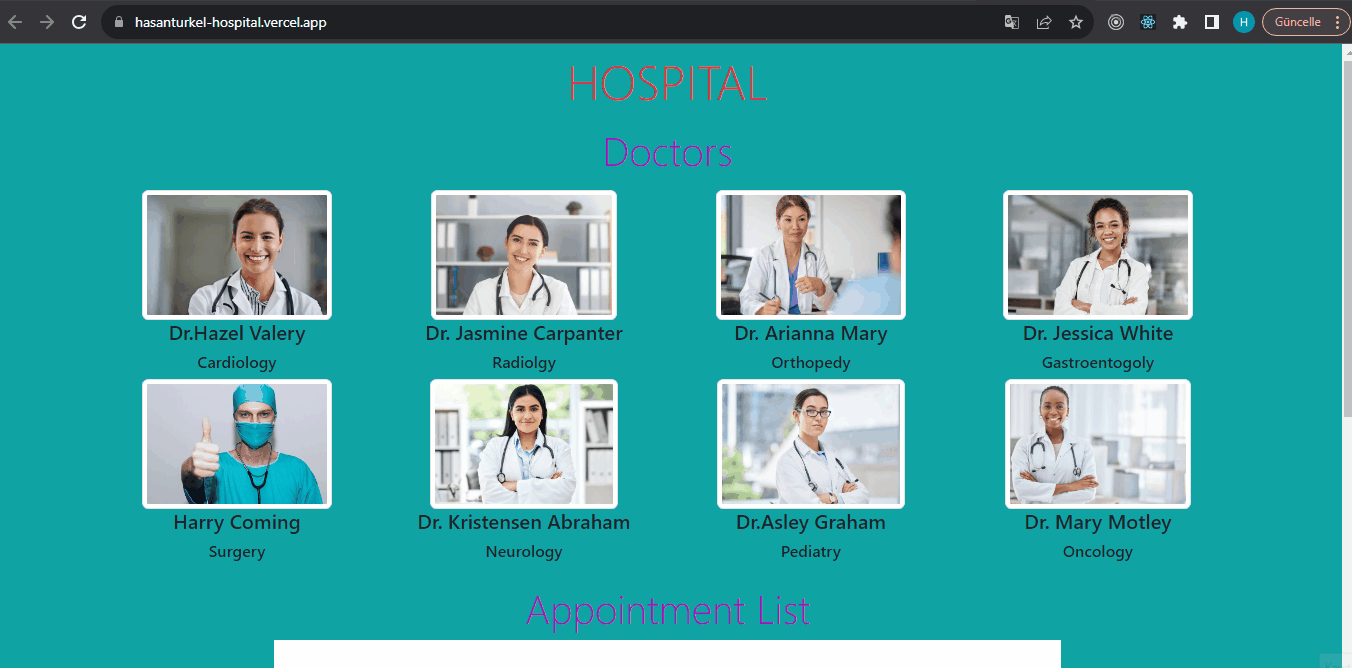 hasanturkel-hospital.vercel.app
H
Güncelle
HOSPITAL
Doctors
Dr.Hazel Valery
Dr. Jasmine Carpanter
Dr. Arianna Mary
Dr. Jessica White
Cardiology
Radiolgy
Orthopedy
Gastroentogoly
Harry Coming
Dr. Kristensen Abraham
Dr.Asley Graham
Dr. Mary Motley
Surgery
Neurology
Pediatry
Oncology
Appointment List